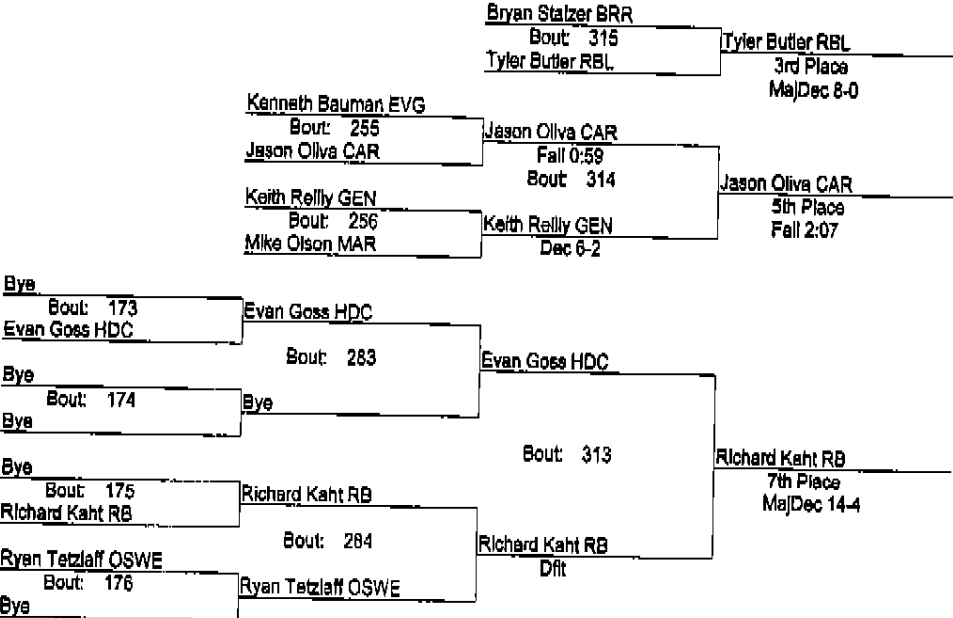 Bryan Stalzer BRR
Bout: 315
Tyler Butler RBL
Tyler Butler RBL
3rd Place
MajDec 8-0
Kenneth Bauman EVG
Bout: 255
Jason Oliva CAR
Jason Oliva CAR
Fall 0:59
Bout: 314
Keith Reilly GEN
Bout: 256
Mike Olson MAR
Keith Reilly GEN
Dec 6-2
Jason Oliva CAR
5th Place
Fall 2:07
Bye
Bout: 173
Evan Goss HDC
Evan Goss HDC
Bout: 283
Bye
Bout: 174
Bye
Bye
Evan Goss HDC
Bout: 313
Bye
Bout: 175
Richard Kaht RB
Richard Kaht RB
Bout: 284
Ryan Tetzlaff OSWE
Bout: 176
Bye
Ryan Tetzlaff OSWE
Richard Kaht RB
Dflt
Richard Kaht RB
7th Place
MajDec 14-4